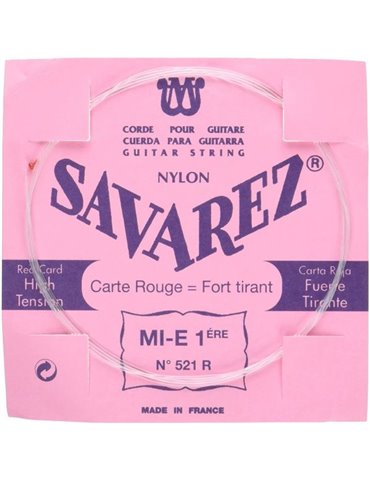 CORDE POUR GUITARE
CUERDA PARA GUITARRA
GUITAR STRING
NYLON
SAVAREZ®
Red Card
High
Tension
Carte Rouge = Fort tirant
Carta Roja
Fuerte
Tirante
MI-E 1ÉRE
N° 521 R
MADE IN FRANCE